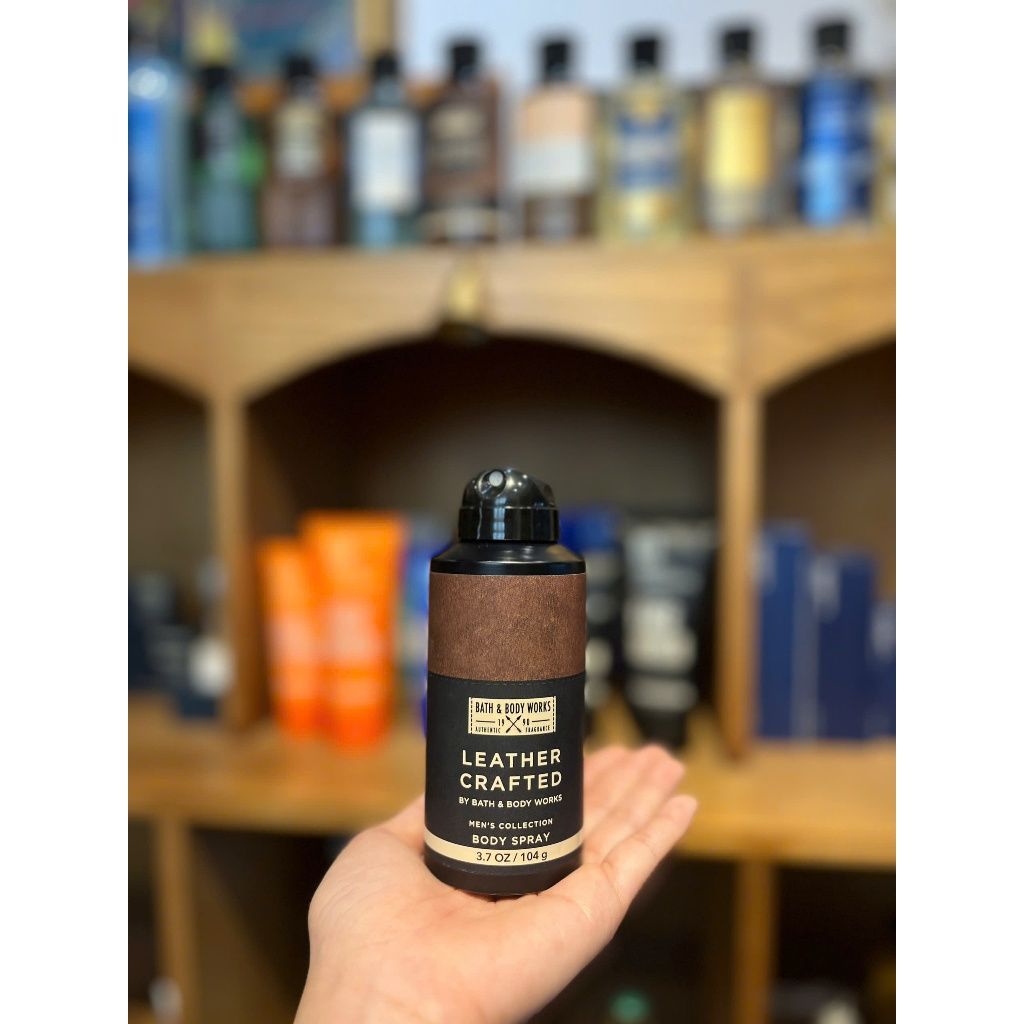 BATH & BODY WORKS
19 90
AUTHENTIC FRAGRANCE
LEATHER
CRAFTED
BY BATH & BODY WORKS
MEN'S COLLECTION
BODY SPRAY
3.7 OZ / 104 g